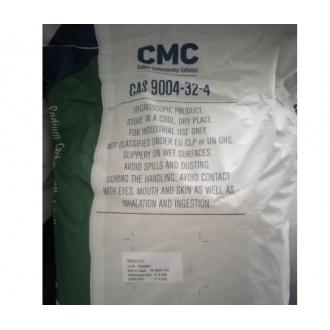 CMC
Sodium Carboxymethyl Cellulose
CAS 9004-32-4
HYGROSCOPIC PRODUCT.
STORE IN A COOL, DRY PLACE.
FOR INDUSTRIAL USE ONLY.
NOT CLASSIFIED UNDER EU CLP or UN GHS.
SLIPPERY ON WET SURFACES.
AVOID SPILLS AND DUSTING.
DURING THE HANDLING; AVOID CONTACT
WITH EYES, MOUTH AND SKIN AS WELL AS
INHALATION AND INGESTION.
Sodium Carb